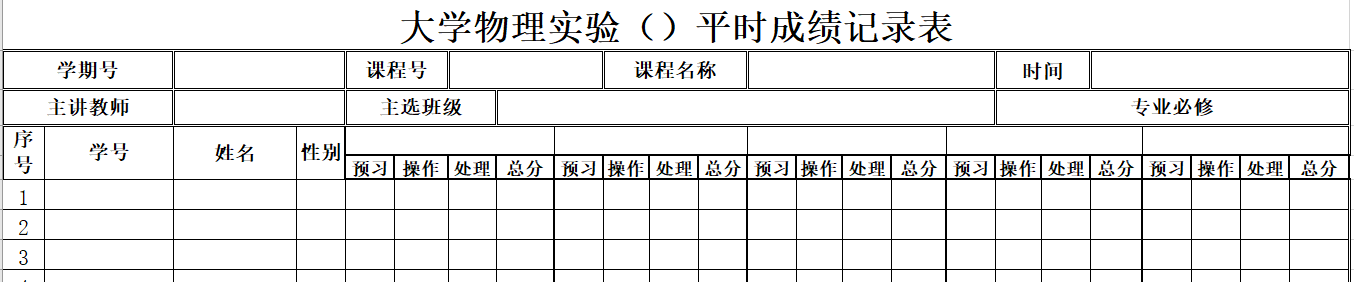 大学物理实验（）平时成绩记录表
学期号 课程号 课程名称 时间
主讲教师 主选班级 专业必修
序号 学号 姓名 性别
预习 操作 处理 总分 预习 操作 处理 总分 预习 操作 处理 总分 预习 操作 处理 总分 预习 操作 处理 总分
1
2
3